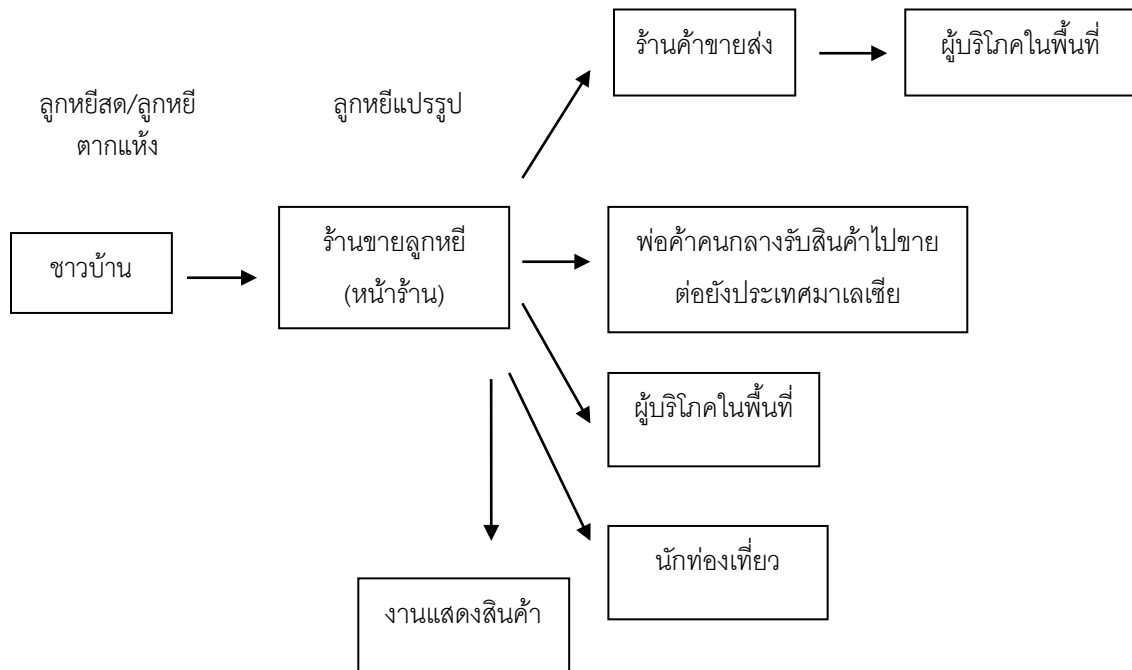 ร้านค้าขายส่ง
ผู้บริโภคในพื้นที่
ลูกหยีสด/ลูกหยี
ตากแห้ง
ลูกหยีแปรรูป
ชาวบ้าน
ร้านขายลูกหยี
(หน้าร้าน)
พ่อค้าคนกลางรับสินค้าไปขาย
ต่อยังประเทศมาเลเซีย
ผู้บริโภคในพื้นที่
นักท่องเที่ยว
งานแสดงสินค้า